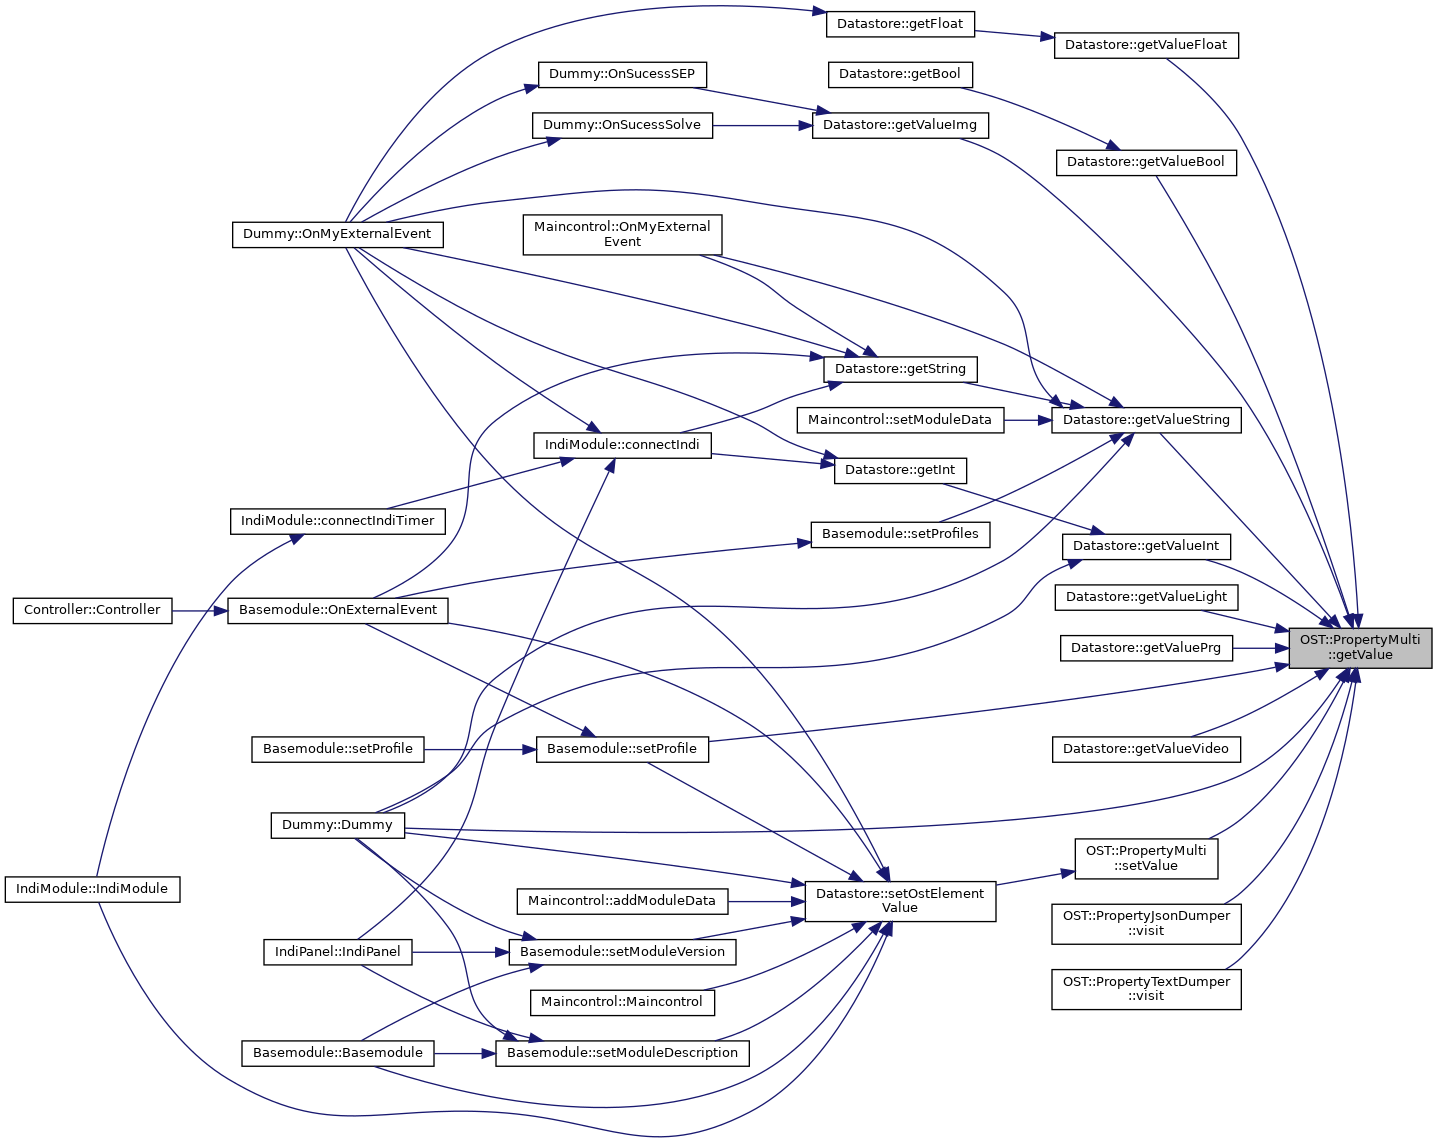 Datastore::getFloat
Datastore::getValueFloat
Dummy::OnSucessSEP
Datastore::getBool
Dummy::OnSucessSolve
Datastore::getValueImg
Datastore::getValueBool
Dummy::OnMyExternalEvent
Maincontrol::OnMyExternal
Event
Datastore::getString
Maincontrol::setModuleData
Datastore::getValueString
IndiModule::connectIndi
Datastore::getInt
IndiModule::connectIndiTimer
Basemodule::setProfiles
Datastore::getValueInt
Controller::Controller
Basemodule::OnExternalEvent
Datastore::getValueLight
OST::PropertyMulti
::getValue
Datastore::getValuePrg
Basemodule::setProfile
Basemodule::setProfile
Datastore::getValueVideo
Dummy::Dummy
OST::PropertyMulti
::setValue
IndiModule::IndiModule
Maincontrol::addModuleData
Datastore::setOstElement
Value
OST::PropertyJsonDumper
::visit
IndiPanel::IndiPanel
Basemodule::setModuleVersion
OST::PropertyTextDumper
::visit
Maincontrol::Maincontrol
Basemodule::Basemodule
Basemodule::setModuleDescription